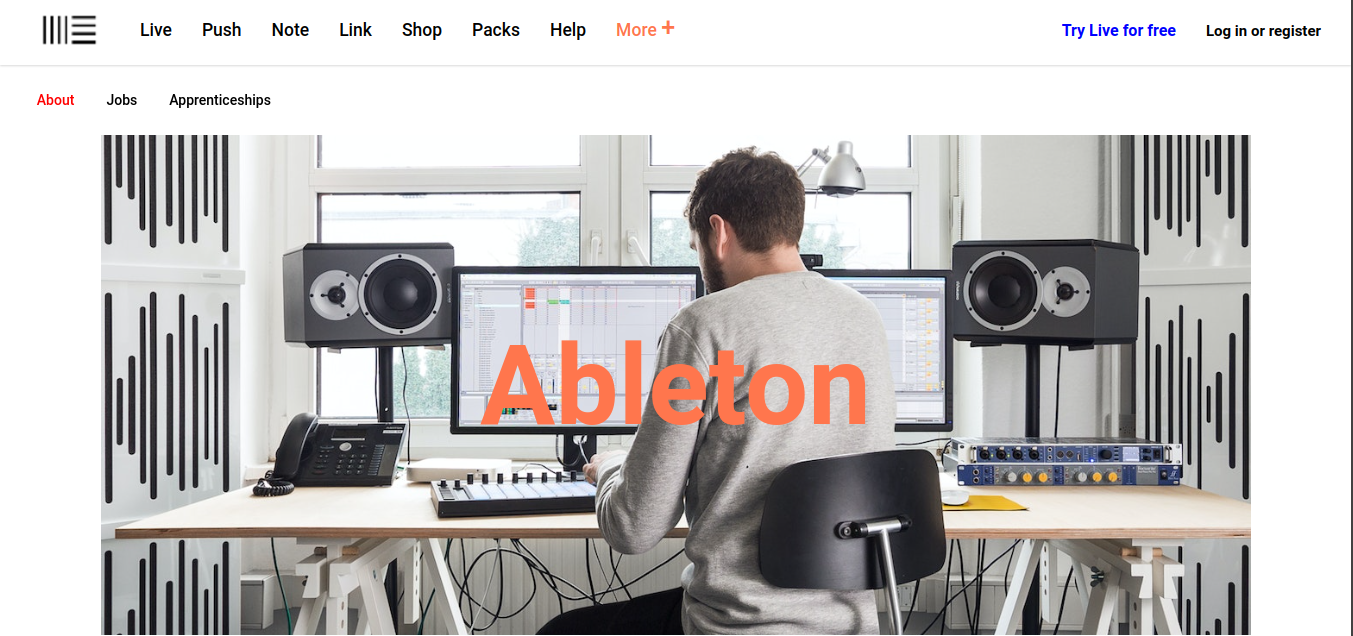 Live Push Note Link Shop Packs Help More + Try Live for free Log in or register
About Jobs Apprenticeships
Ableton